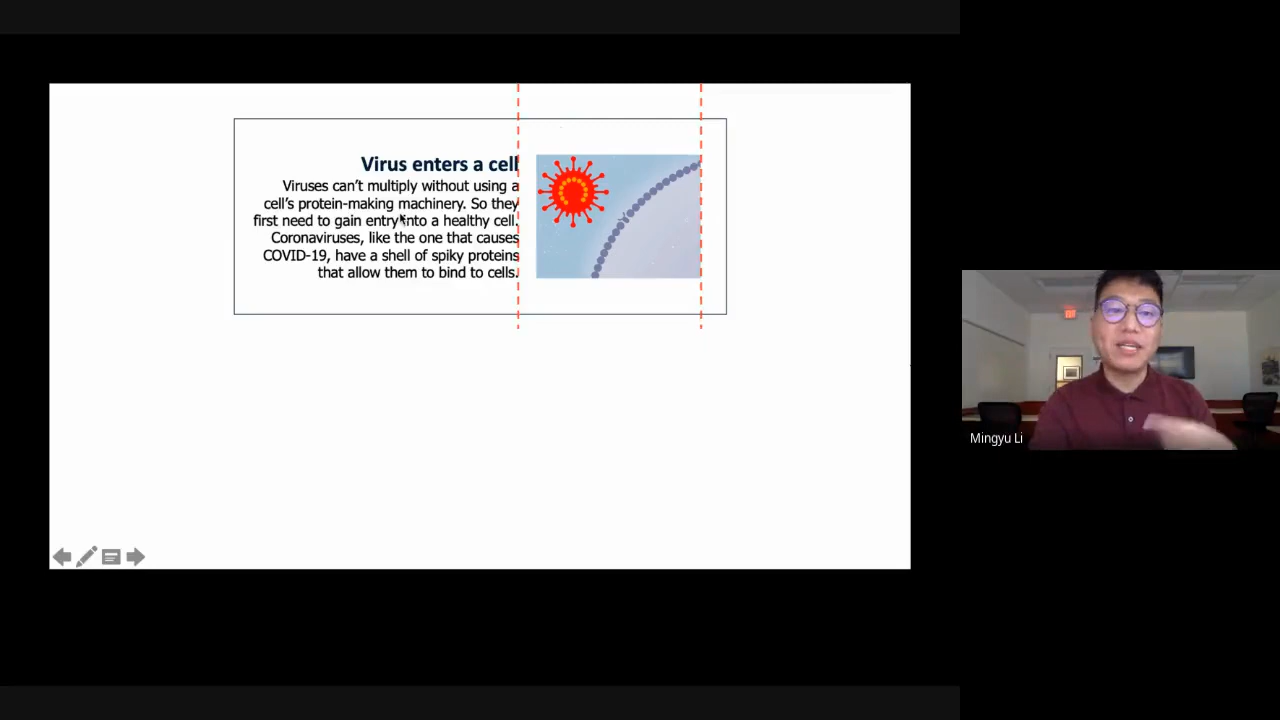 Virus enters a cell
Viruses can’t multiply without using a
cell’s protein-making machinery. So they
first need to gain entry into a healthy cell.
Coronaviruses, like the one that causes
COVID-19, have a shell of spiky proteins
that allow them to bind to cells.
Mingyu Li